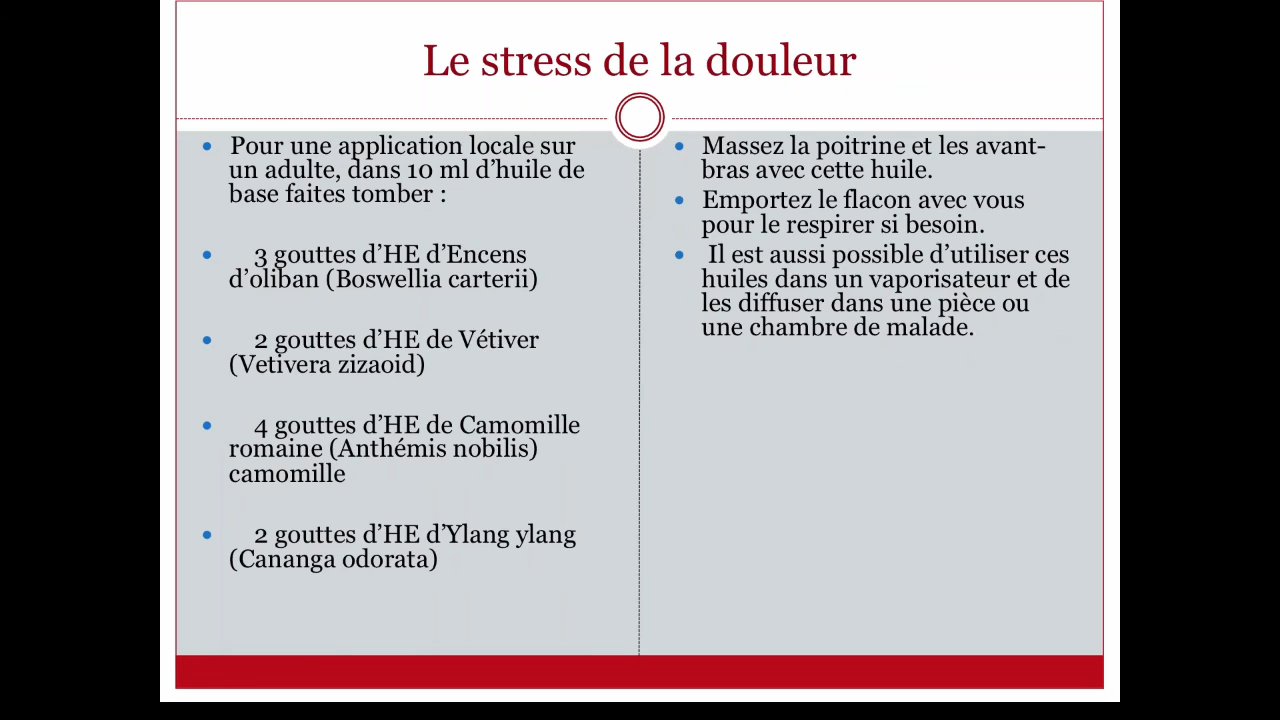 Le stress de la douleur
• Pour une application locale sur
un adulte, dans 10 ml d’huile de
base faites tomber :
• 3 gouttes d’HE d’Encens
d’oliban (Boswellia carterii)
• 2 gouttes d’HE de Vétiver
(Vetivera zizaoid)
• 4 gouttes d’HE de Camomille
romaine (Anthémis nobilis)
camomille
• 2 gouttes d’HE d’Ylang ylang
(Cananga odorata)
• Massez la poitrine et les avant-
bras avec cette huile.
• Emportez le flacon avec vous
pour le respirer si besoin.
• Il est aussi possible d’utiliser ces
huiles dans un vaporisateur et de
les diffuser dans une pièce ou
une chambre de malade.